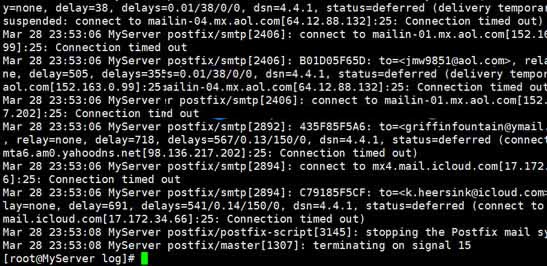 y=none, delay=38, delays=0.01/38/0/0, dsn=4.4.1, status=deferred (delivery temporar
suspended: connect to mailin-04.mx.aol.com[64.12.88.132]:25: Connection timed out)
Mar 28 23:53:06 MyServer postfix/smtp[2406]: connect to mailin-01.mx.aol.com[152.16
99]:25: Connection timed out
Mar 28 23:53:06 MyServer postfix/smtp[2406]: B01D05F65D: to=<jmw9851@aol.com>, rela
ne, delay=505, delays=355s=0.01/38/0/0, dsn=4.4.1, status=deferred (delivery tempor
aol.com[152.163.0.99]:25:ailin-04.mx.aol.com[64.12.88.132]:25: Connection timed out
Mar 28 23:53:06 MyServer postfix/smtp[2406]: connect to mailin-01.mx.aol.com[152.
7.202]:25: Connection timd out
Mar 28 23:53:06 MyServer postfix/smtp[2892]: 435F85F5A6: to=<griffinfountain@ymail.
, relay=none, delay=718, delays=567/0.13/150/0, dsn=4.4.1, status=deferred (connect
mta6.am0.yahoodns.net[98.136.217.202]:25: Connection timed out)
Mar 28 23:53:06 MyServer postfix/smtp[2894]: connect to mx4.mail.icloud.com[17.172.
6]:25: Connection timed out
Mar 28 23:53:06 MyServer postfix/smtp[2894]: C79185F5CF: to=<k.heersink@icloud.com>
lay=none, delay=691, delays=541/0.14/150/0, dsn=4.4.1, status=deferred (connect to
mail.icloud.com[17.172.34.66]:25: Connection timed out)
Mar 28 23:53:08 MyServer postfix/postfix-script[3145]: stopping the Postfix mail sy
Mar 28 23:53:08 MyServer postfix/master[1307]: terminating on signal 15
[root@MyServer log]#